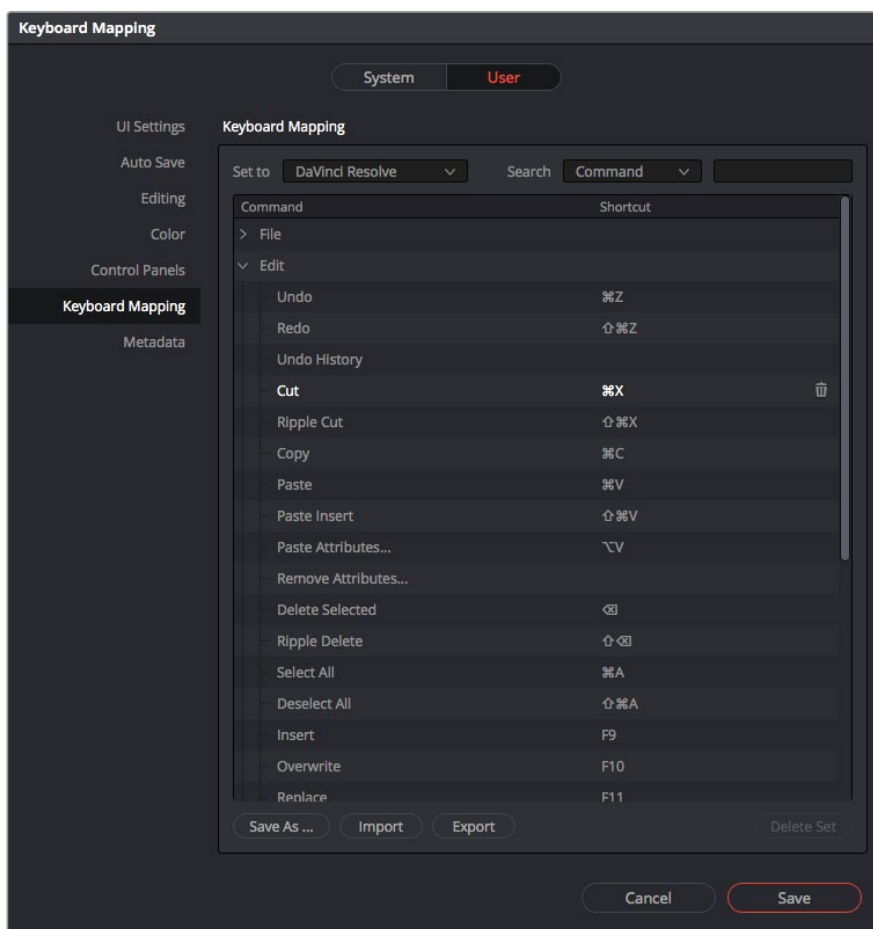 Keyboard Mapping
System User
UI Settings
Auto Save
Editing
Color
Control Panels
Keyboard Mapping
Metadata
Keyboard Mapping
Set to DaVinci Resolve Search Command
Command Shortcut
File
Edit
Undo ⌘Z
Redo ⇧⌘Z
Undo History
Cut ⌘X
Ripple Cut ⇧⌘X
Copy ⌘C
Paste ⌘V
Paste Insert ⇧⌘V
Paste Attributes... ⌥V
Remove Attributes...
Delete Selected ⌫
Ripple Delete ⇧⌫
Select All ⌘A
Deselect All ⇧⌘A
Insert F9
Overwrite F10
Replace F11
Save As ... Import Export Delete Set
Cancel Save